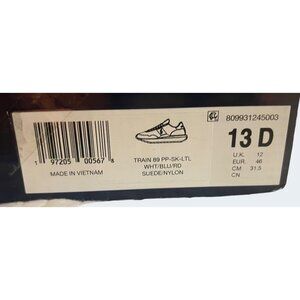 809931245003
13 D
U.K. 12
EUR. 46
CM 31.5
CN
1 97205 00567 8
MADE IN VIETNAM
TRAIN 89 PP-SK-LTL
WHT/BLU/RD
SUEDE/NYLON